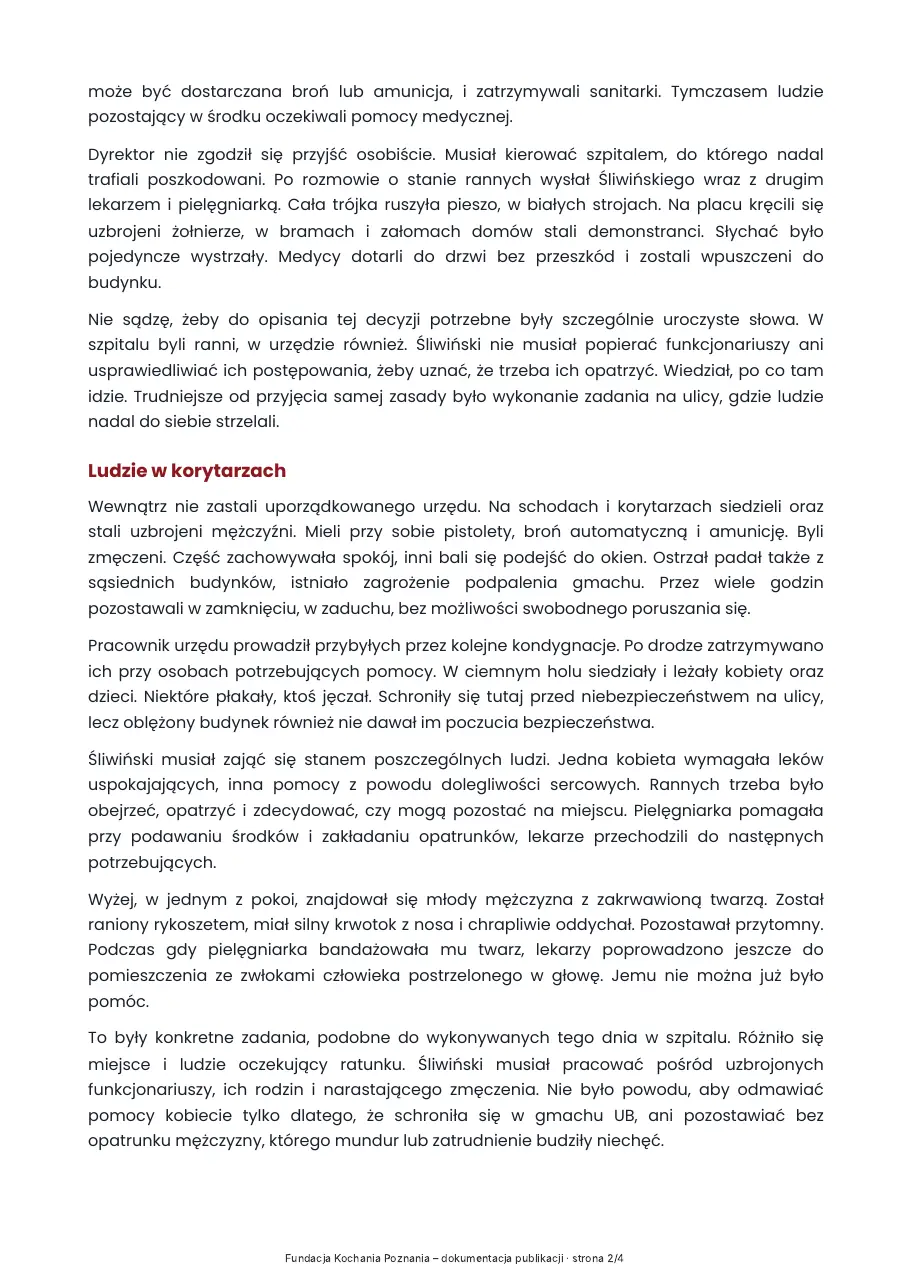 może być dostarczana broń lub amunicja, i zatrzymywali sanitarki. Tymczasem ludzie
pozostający w środku oczekiwali pomocy medycznej.
Dyrektor nie zgodził się przyjść osobiście. Musiał kierować szpitalem, do którego nadal
trafiali poszkodowani. Po rozmowie o stanie rannych wysłał Śliwińskiego wraz z drugim
lekarzem i pielęgniarką. Cała trójka ruszyła pieszo, w białych strojach. Na placu kręcili się
uzbrojeni żołnierze, w bramach i załomach domów stali demonstranci. Słychać było
pojedyncze wystrzały. Medycy dotarli do drzwi bez przeszkód i zostali wpuszczeni do
budynku.
Nie sądzę, żeby do opisania tej decyzji potrzebne były szczególnie uroczyste słowa. W
szpitalu byli ranni, w urzędzie również. Śliwiński nie musiał popierać funkcjonariuszy ani
usprawiedliwiać ich postępowania, żeby uznać, że trzeba ich opatrzyć. Wiedział, po co tam
idzie. Trudniejsze od przyjęcia samej zasady było wykonanie zadania na ulicy, gdzie ludzie
nadal do siebie strzelali.
Ludzie w korytarzach
Wewnątrz nie zastali uporządkowanego urzędu. Na schodach i korytarzach siedzieli oraz
stali uzbrojeni mężczyźni. Mieli przy sobie pistolety, broń automatyczną i amunicję. Byli
zmęczeni. Część zachowywała spokój, inni bali się podejść do okien. Ostrzał padał także z
sąsiednich budynków, istniało zagrożenie podpalenia gmachu. Przez wiele godzin
pozostawali w zamknięciu, w zaduchu, bez możliwości swobodnego poruszania się.
Pracownik urzędu prowadził przybyłych przez kolejne kondygnacje. Po drodze zatrzymywano
ich przy osobach potrzebujących pomocy. W ciemnym holu siedziały i leżały kobiety oraz
dzieci. Niektóre płakały, ktoś jęczał. Schroniły się tutaj przed niebezpieczeństwem na ulicy,
lecz oblężony budynek również nie dawał im poczucia bezpieczeństwa.
Śliwiński musiał zająć się stanem poszczególnych ludzi. Jedna kobieta wymagała leków
uspokajających, inna pomocy z powodu dolegliwości sercowych. Rannych trzeba było
obejrzeć, opatrzyć i zdecydować, czy mogą pozostać na miejscu. Pielęgniarka pomagała
przy podawaniu środków i zakładaniu opatrunków, lekarze przechodzili do następnych
potrzebujących.
Wyżej, w jednym z pokoi, znajdował się młody mężczyzna z zakrwawioną twarzą. Został
raniony rykoszetem, miał silny krwotok z nosa i chrapliwie oddychał. Pozostawał przytomny.
Podczas gdy pielęgniarka bandażowała mu twarz, lekarzy poprowadzono jeszcze do
pomieszczenia ze zwłokami człowieka postrzelonego w głowę. Jemu nie można już było
pomóc.
To były konkretne zadania, podobne do wykonywanych tego dnia w szpitalu. Różniło się
miejsce i ludzie oczekujący ratunku. Śliwiński musiał pracować pośród uzbrojonych
funkcjonariuszy, ich rodzin i narastającego zmęczenia. Nie było powodu, aby odmawiać
pomocy kobiecie tylko dlatego, że schroniła się w gmachu UB, ani pozostawiać bez
opatrunku mężczyzny, którego mundur lub zatrudnienie budziły niechęć.
Fundacja Kochania Poznania – dokumentacja publikacji · strona 2/4